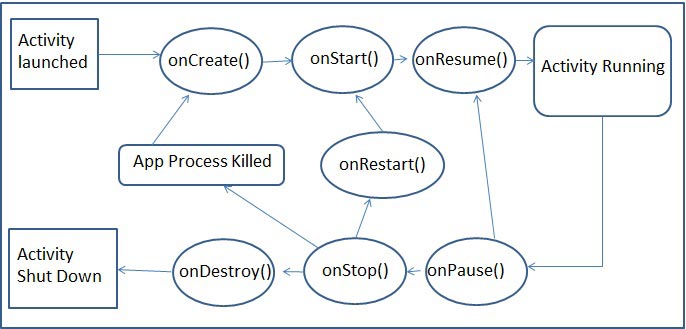 Activity
launched
onCreate()
onStart()
onResume()
Activity Running
App Process Killed
onRestart()
Activity
Shut Down
onDestroy()
onStop()
onPause()